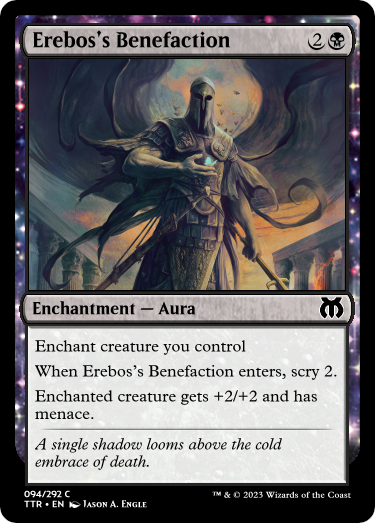 Erebos's Benefaction 2
Enchantment — Aura
Enchant creature you control
When Erebos's Benefaction enters, scry 2.
Enchanted creature gets +2/+2 and has
menace.
A single shadow looms above the cold
embrace of death.
094/292 C
TTR • EN Jason A. Engle
™ & © 2023 Wizards of the Coast